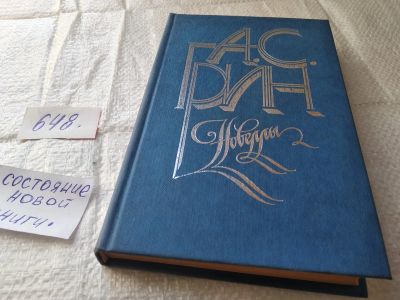 А.С.
ГРИН.
Новеллы
648.
СОСТОЯНИЕ
НОВОЙ
КНИГИ.